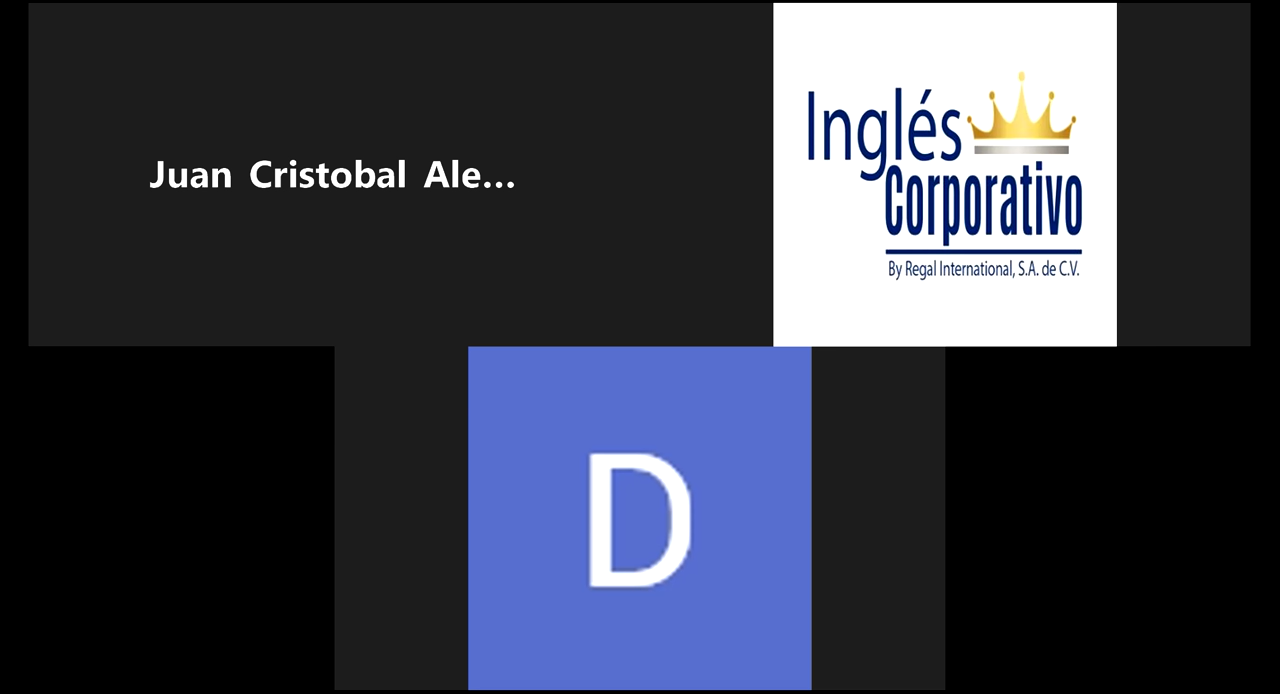 Juan Cristobal Ale...
Inglés
Corporativo
By Regal International, S.A. de C.V.
D